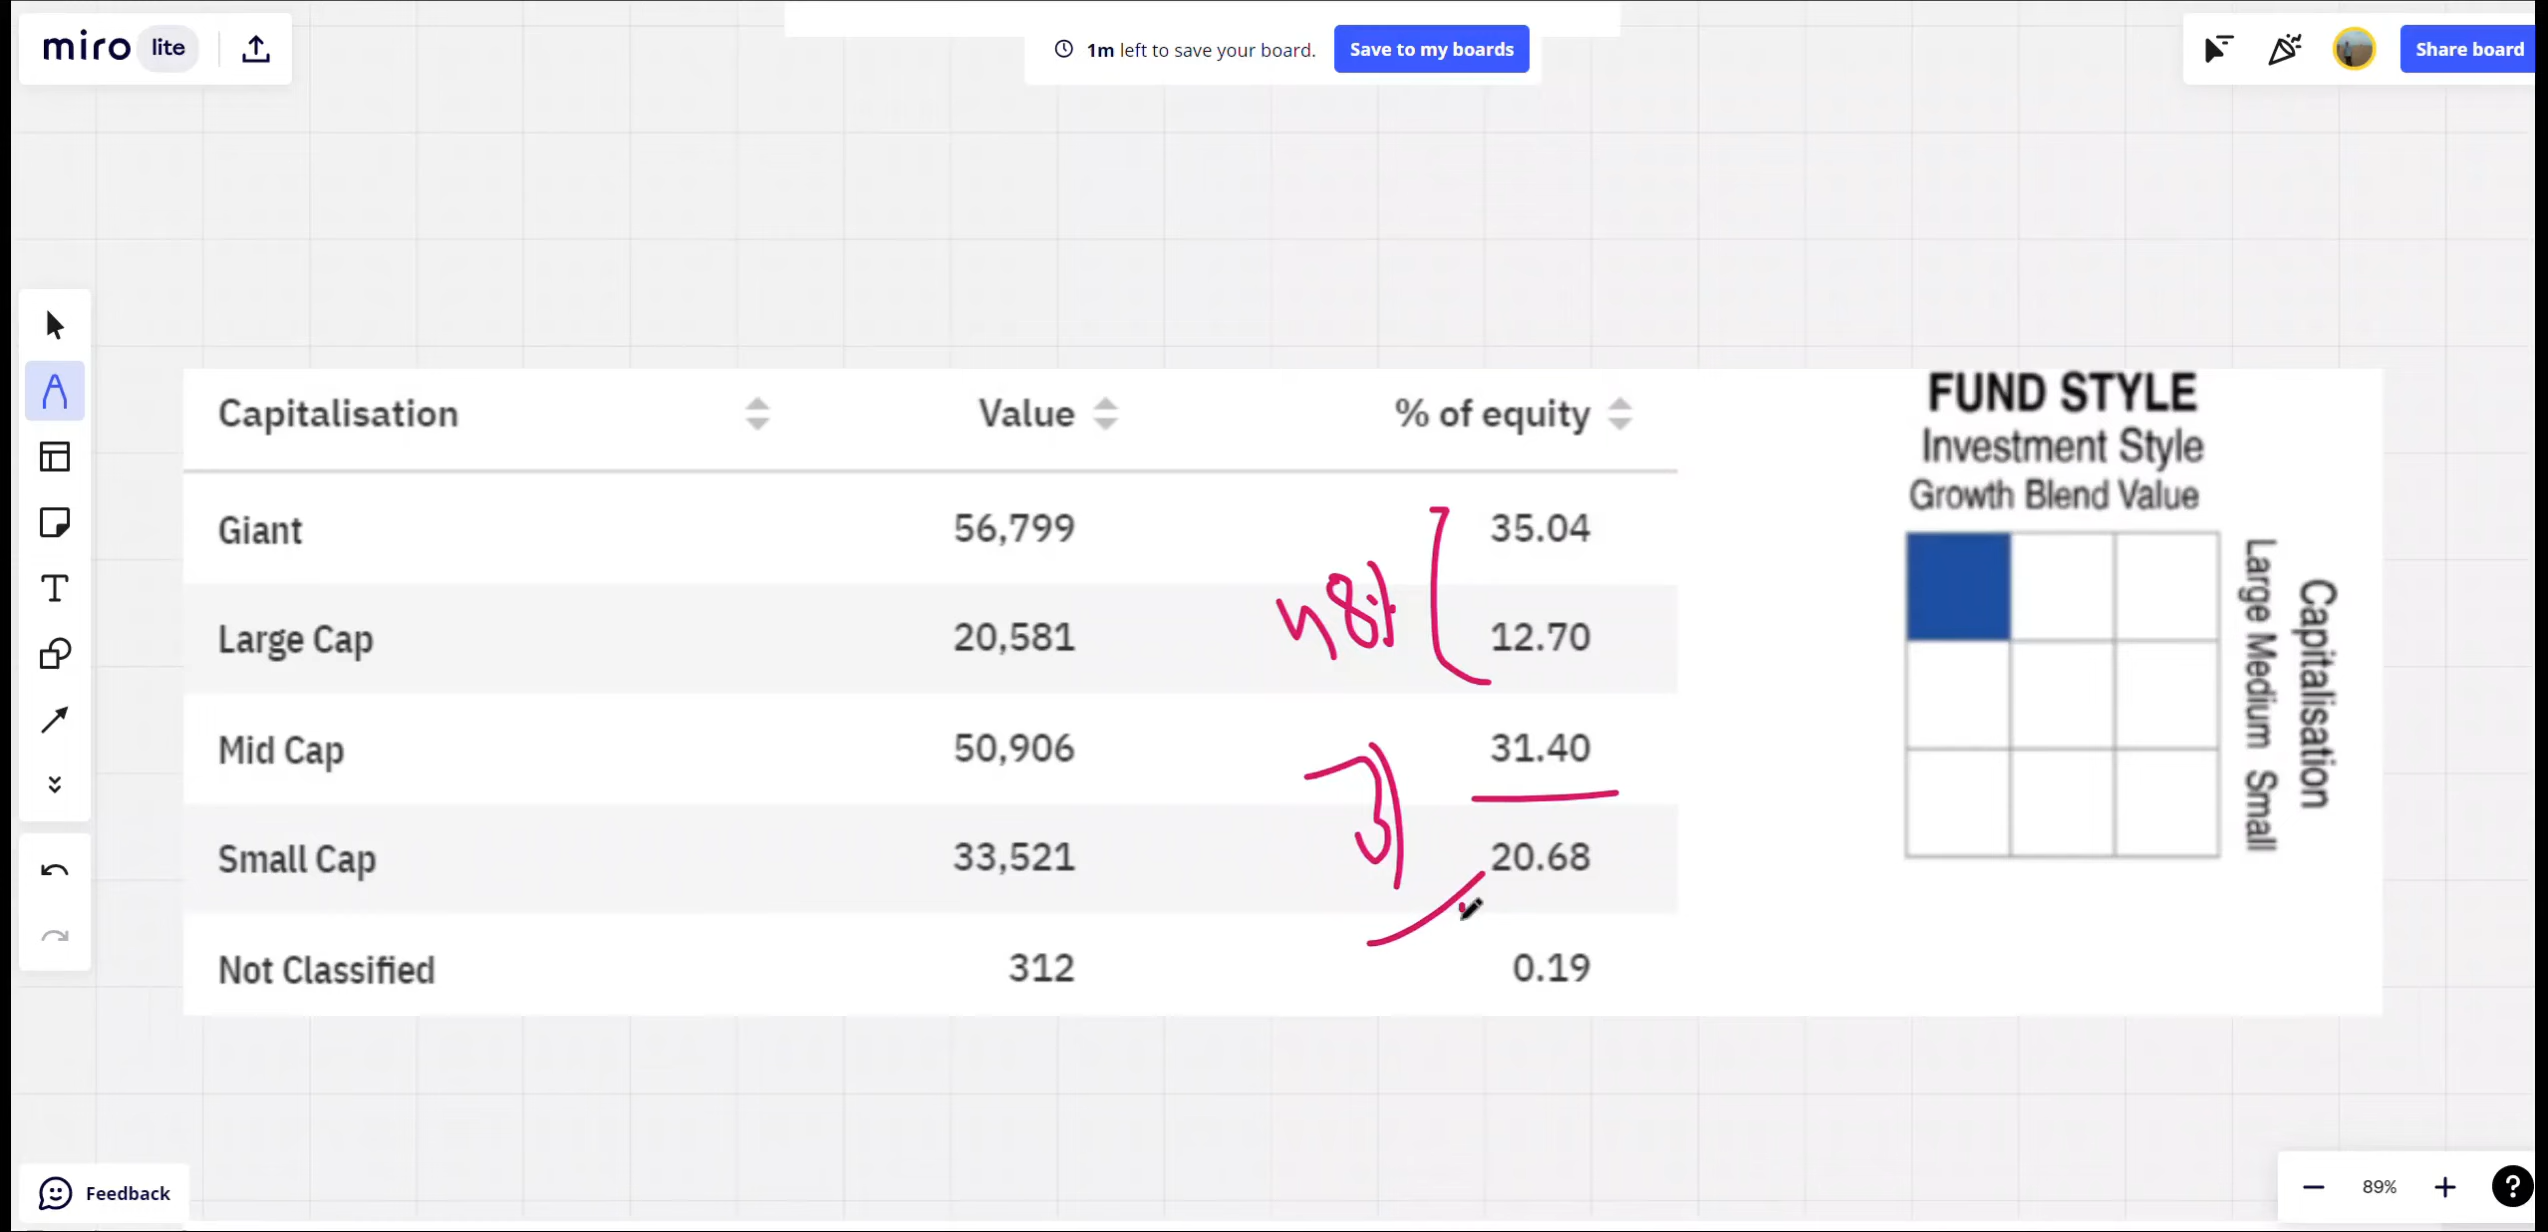 miro lite
1m left to save your board. Save to my boards
Share board
Capitalisation Value % of equity
Giant 56,799 35.04
Large Cap 20,581 12.70
48%
Mid Cap 50,906 31.40
31
Small Cap 33,521 20.68
Not Classified 312 0.19
FUND STYLE
Investment Style
Growth Blend Value
Large Medium Small
Capitalisation
Feedback
89%